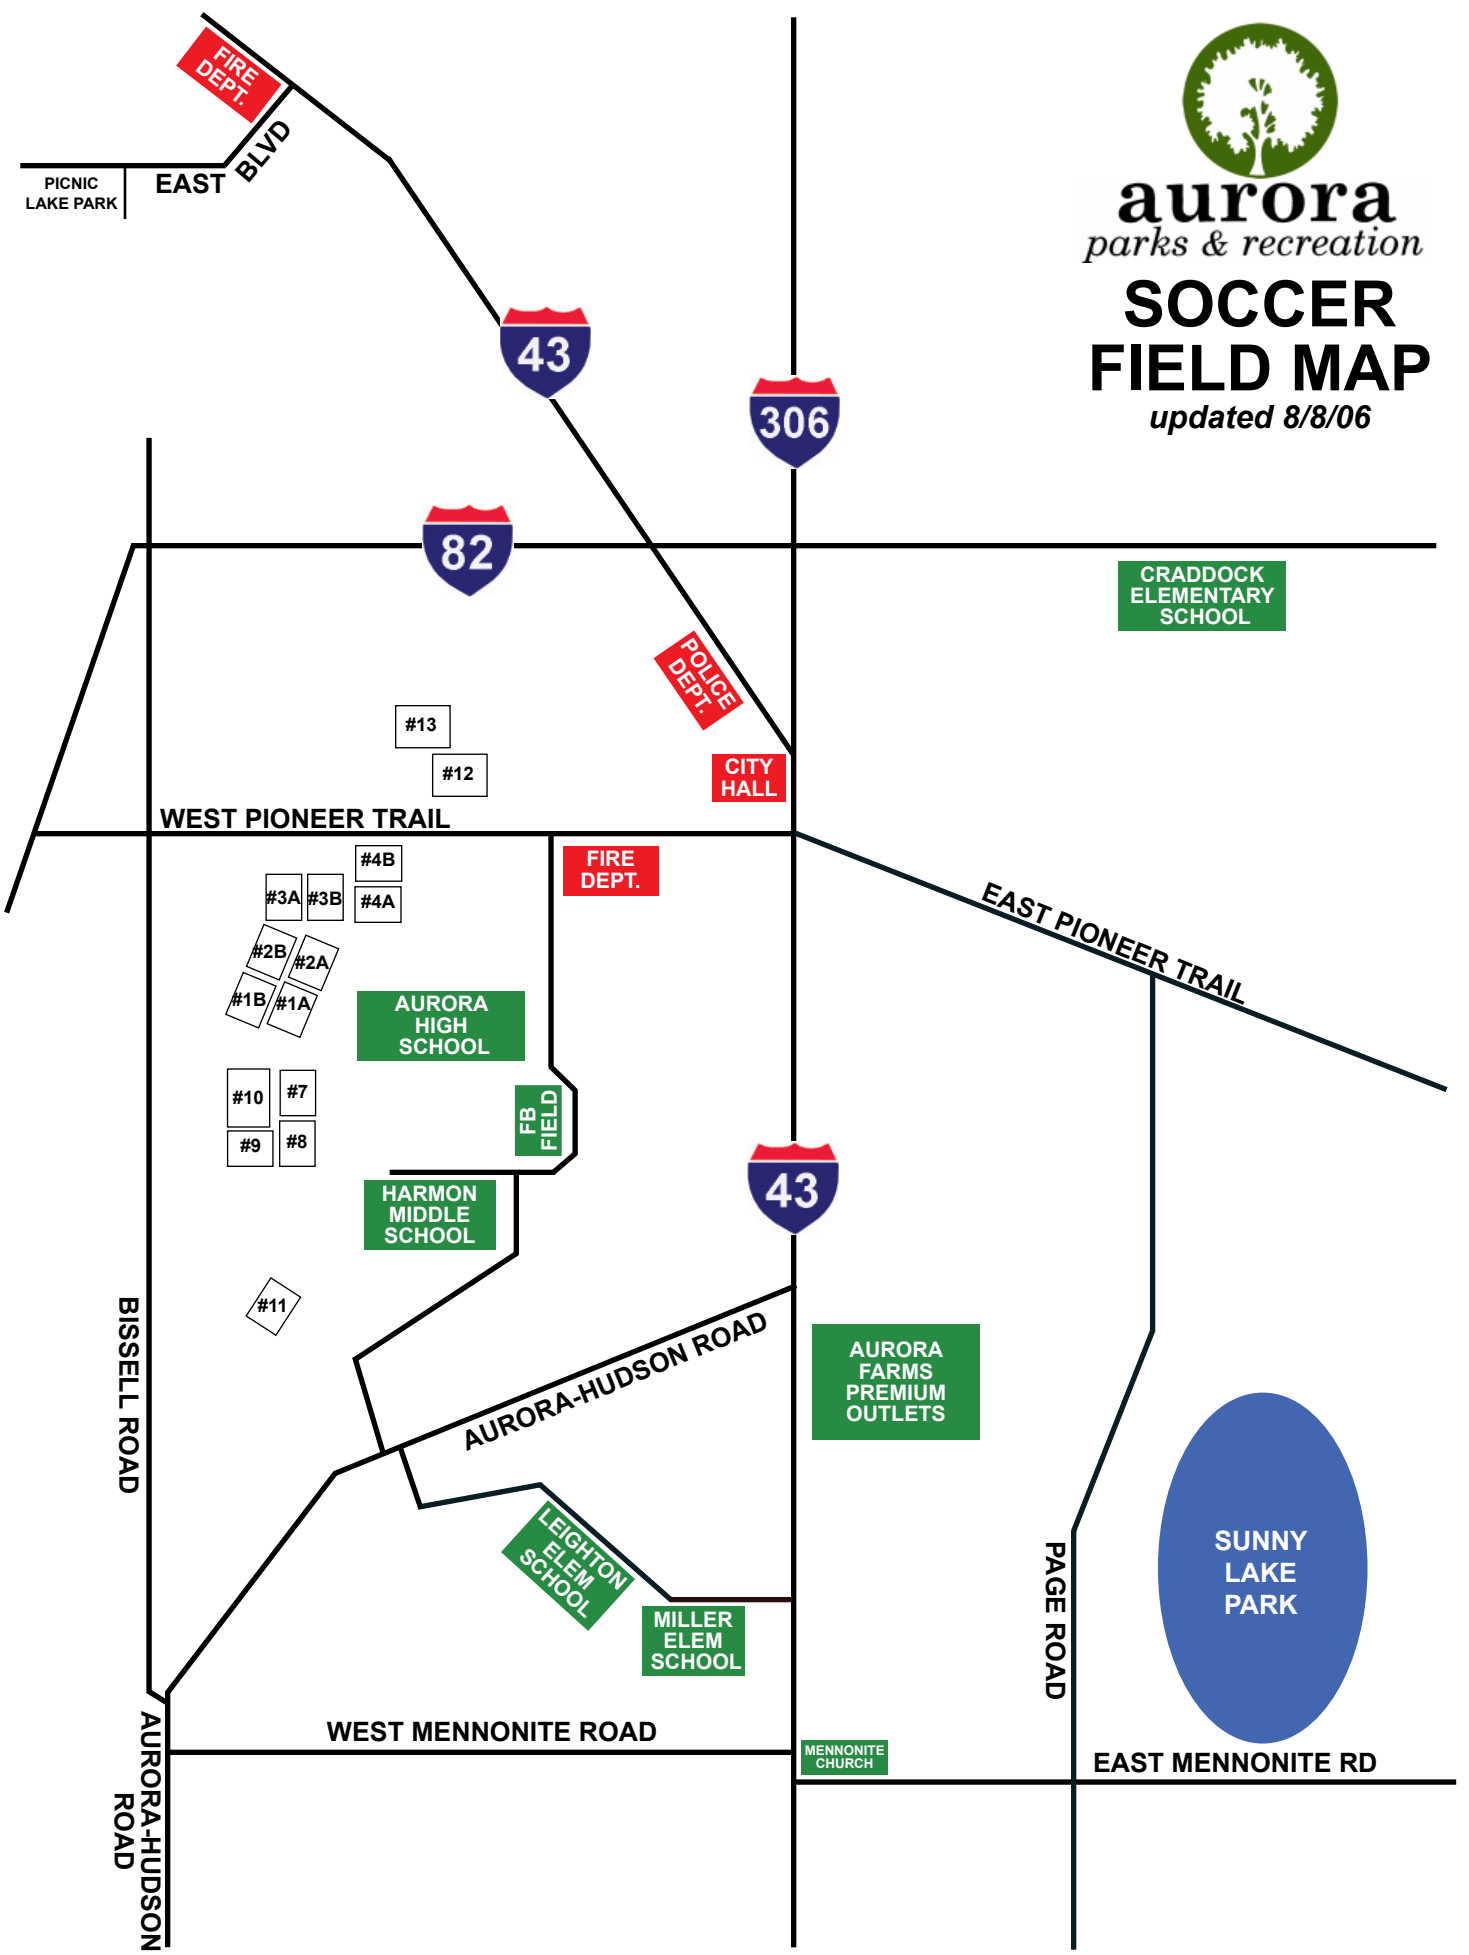 FIRE
DEPT.
EAST
BLVD
PICNIC
LAKE PARK
aurora
parks & recreation
SOCCER
FIELD MAP
updated 8/8/06
43
306
82
CRADDOCK
ELEMENTARY
SCHOOL
POLICE
DEPT.
CITY
HALL
#13
#12
WEST PIONEER TRAIL
FIRE
DEPT.
EAST PIONEER TRAIL
#4B
#3A
#3B
#4A
#2B
#2A
#1B
#1A
AURORA
HIGH
SCHOOL
#10
#7
#9
#8
FB
FIELD
HARMON
MIDDLE
SCHOOL
43
#11
BISSELL ROAD
AURORA-HUDSON ROAD
AURORA
FARMS
PREMIUM
OUTLETS
LEIGHTON
ELEM
SCHOOL
MILLER
ELEM
SCHOOL
PAGE ROAD
SUNNY
LAKE
PARK
WEST MENNONITE ROAD
MENNONITE
CHURCH
EAST MENNONITE RD
AURORA-HUDSON
ROAD